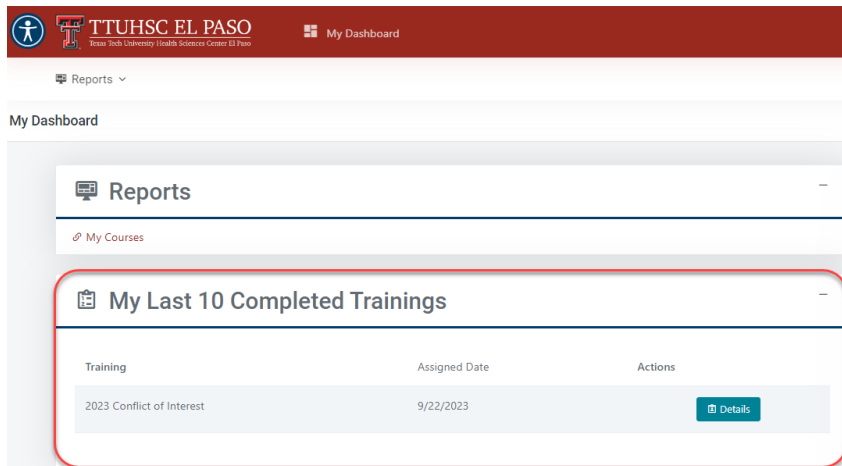 TTUHSC EL PASO
Texas Tech University Health Sciences Center El Paso
My Dashboard
Reports
My Dashboard
Reports
My Courses
My Last 10 Completed Trainings
Training Assigned Date Actions
2023 Conflict of Interest 9/22/2023 Details